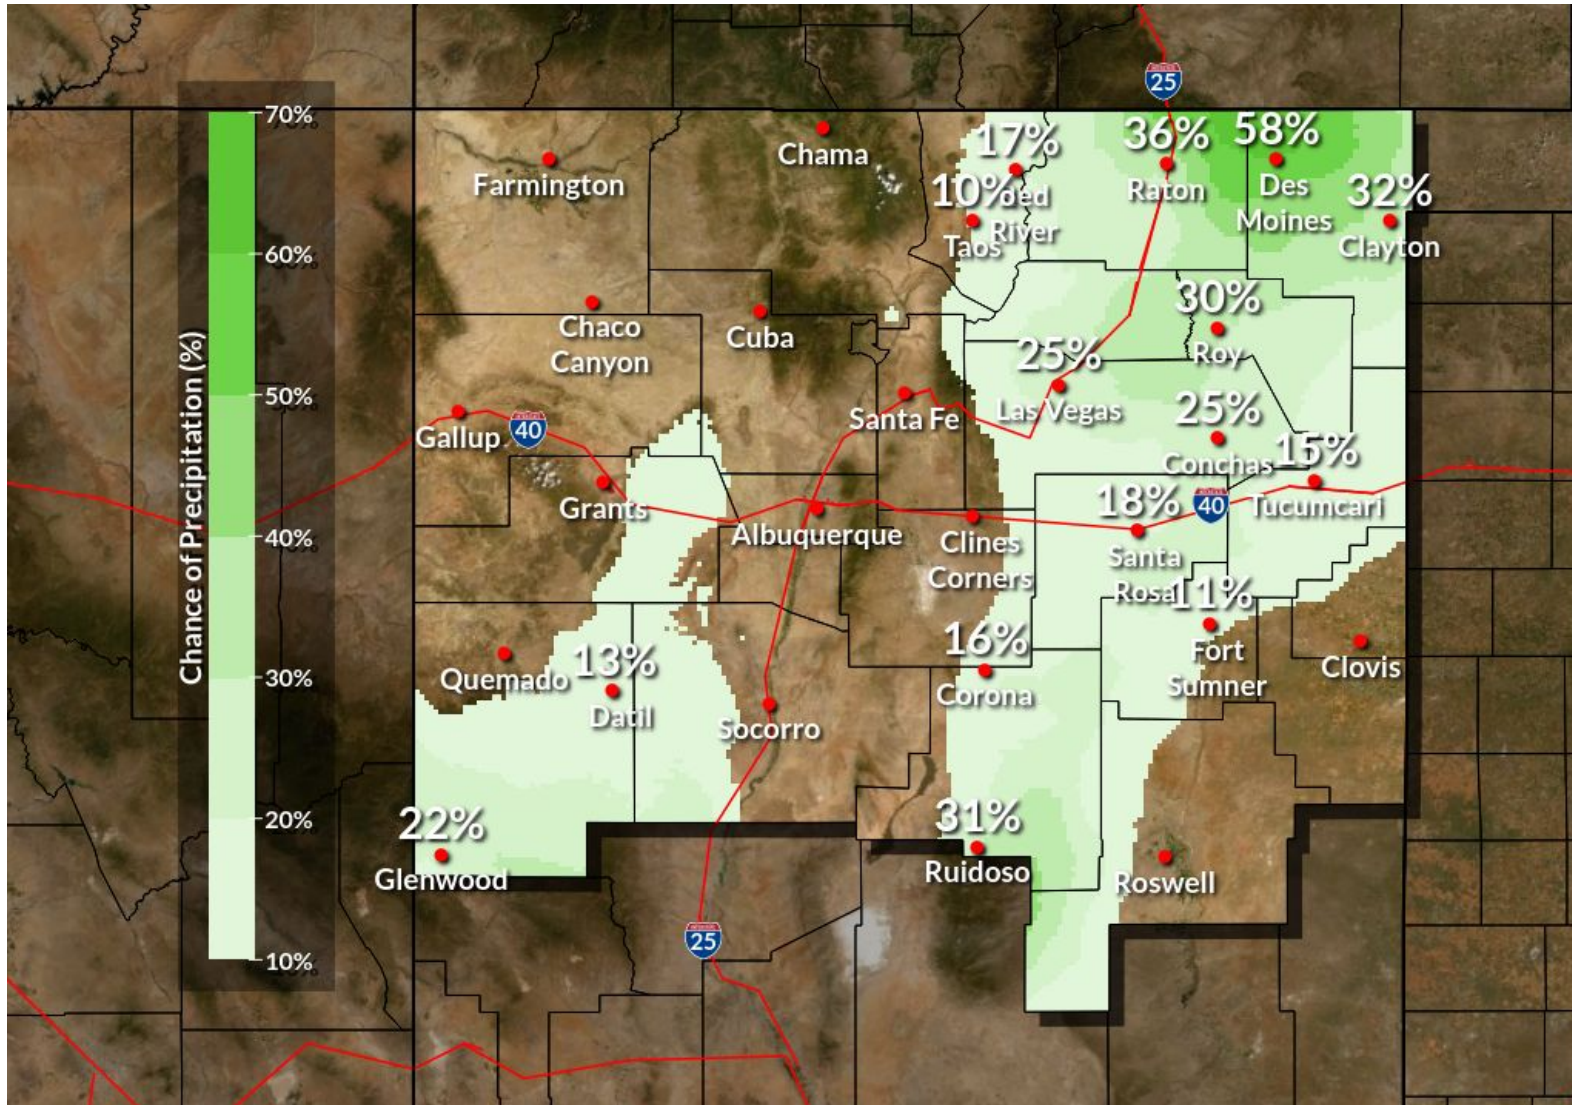 70%
60%
50%
40%
30%
20%
10%
Chance of Precipitation (%)
25
17%
36%
58%
Chama
Farmington
10%
Red
River
Taos
Raton
Des
Moines
32%
Clayton
30%
Chaco
Canyon
Cuba
Roy
25%
Las Vegas
25%
Santa Fe
Gallup
40
Conchas
15%
Grants
18%
40
Tucumcari
Albuquerque
Clines
Corners
Santa
Rosa
11%
Quemado
13%
16%
Fort
Sumner
Clovis
Datil
Socorro
Corona
22%
31%
Glenwood
Ruidoso
Roswell
25